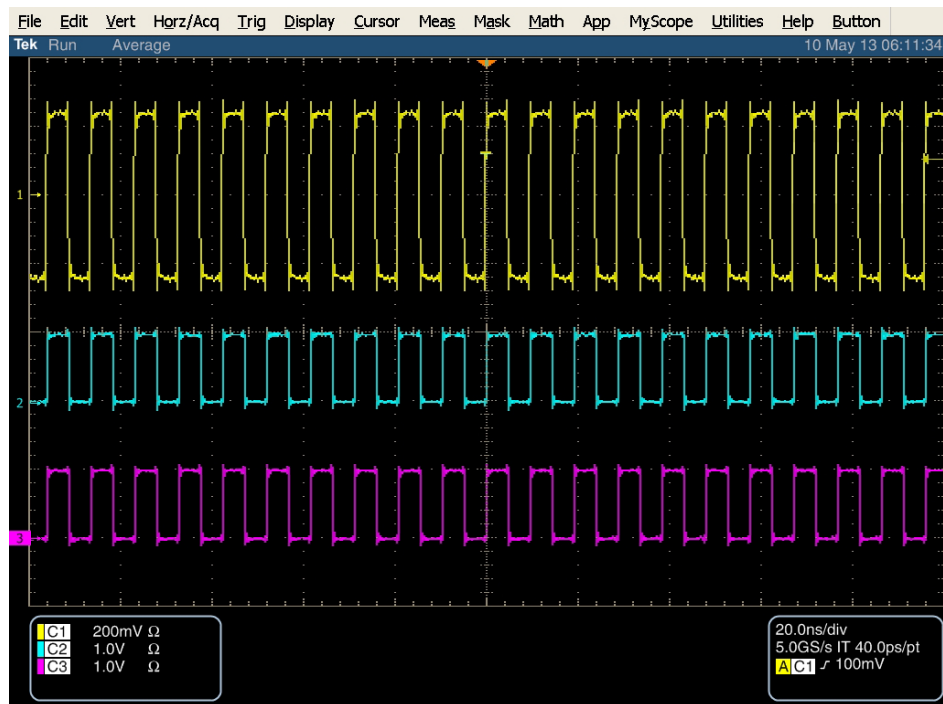 File Edit Vert Horz/Acq Trig Display Cursor Meas Mask Math App MyScope Utilities Help Button
Tek Run Average 10 May 13 06:11:34
1
2
3
C1 200mV Ω
C2 1.0V Ω
C3 1.0V Ω
20.0ns/div
5.0GS/s IT 40.0ps/pt
A C1 100mV